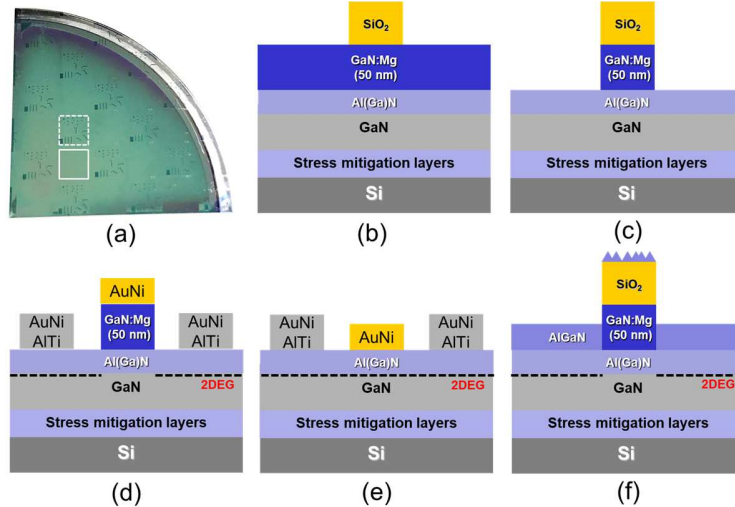 SiO₂
GaN:Mg
(50 nm)
Al(Ga)N
GaN
Stress mitigation layers
Si
SiO₂
GaN:Mg
(50 nm)
Al(Ga)N
GaN
Stress mitigation layers
Si
(a)
(b)
(c)
AuNi
AuNi
AlTi
GaN:Mg
(50 nm)
AuNi
AlTi
Al(Ga)N
GaN
2DEG
Stress mitigation layers
Si
AuNi
AlTi
AuNi
AuNi
AlTi
Al(Ga)N
GaN
2DEG
Stress mitigation layers
Si
SiO₂
AlGaN
GaN:Mg
(50 nm)
Al(Ga)N
GaN
2DEG
Stress mitigation layers
Si
(d)
(e)
(f)